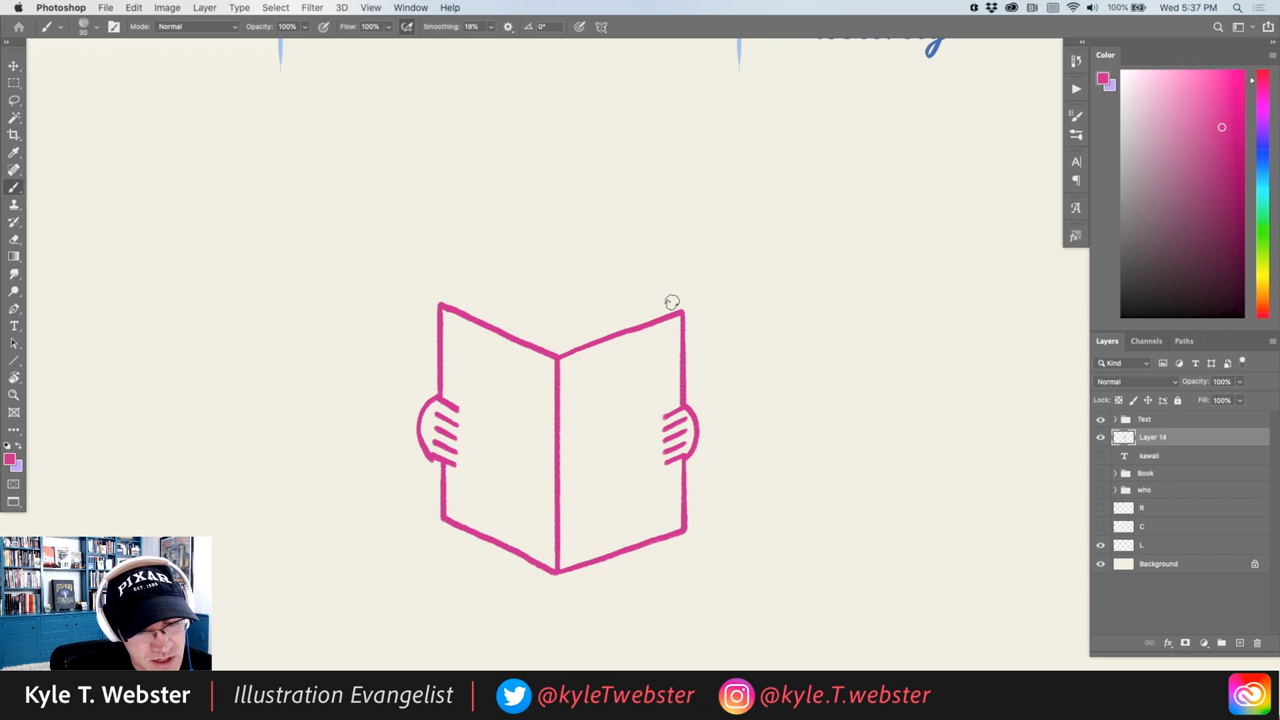 Photoshop File Edit Image Layer Type Select Filter 3D View Window Help 100% Wed 5:37 PM
30 Mode: Normal Opacity: 100% Flow: 100% Smoothing: 19% 0°
Color
Layers Channels Paths
Kind
Normal Opacity: 100%
Lock: Fill: 100%
Text
Layer 14
kawaii
Book
who
R
C
L
Background
PIXAR
Kyle T. Webster | Illustration Evangelist | @kyleTwebster @kyle.T.webster